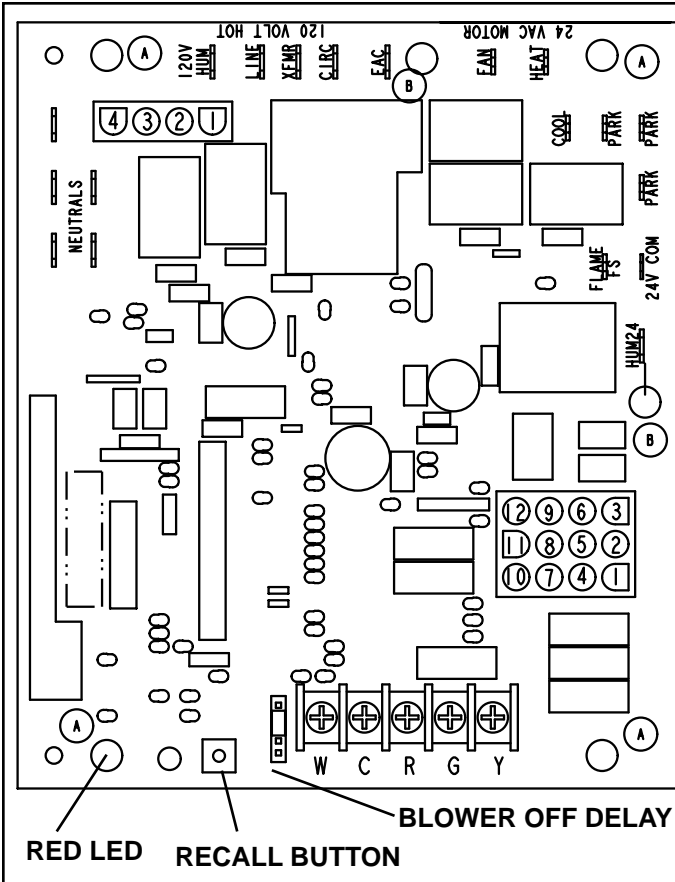 120 VOLT HOT
24 VAC MOTOR
A
120V HUM
LINE
XFMR
CIRC
EAC
B
FAN
HEAT
A
4 3 2 1
COOL
PARK
PARK
NEUTRALS
PARK
FLAME FS
24V COM
HUM24
B
12 9 6 3
11 8 5 2
10 7 4 1
A
A
W C R G Y
BLOWER OFF DELAY
RED LED
RECALL BUTTON